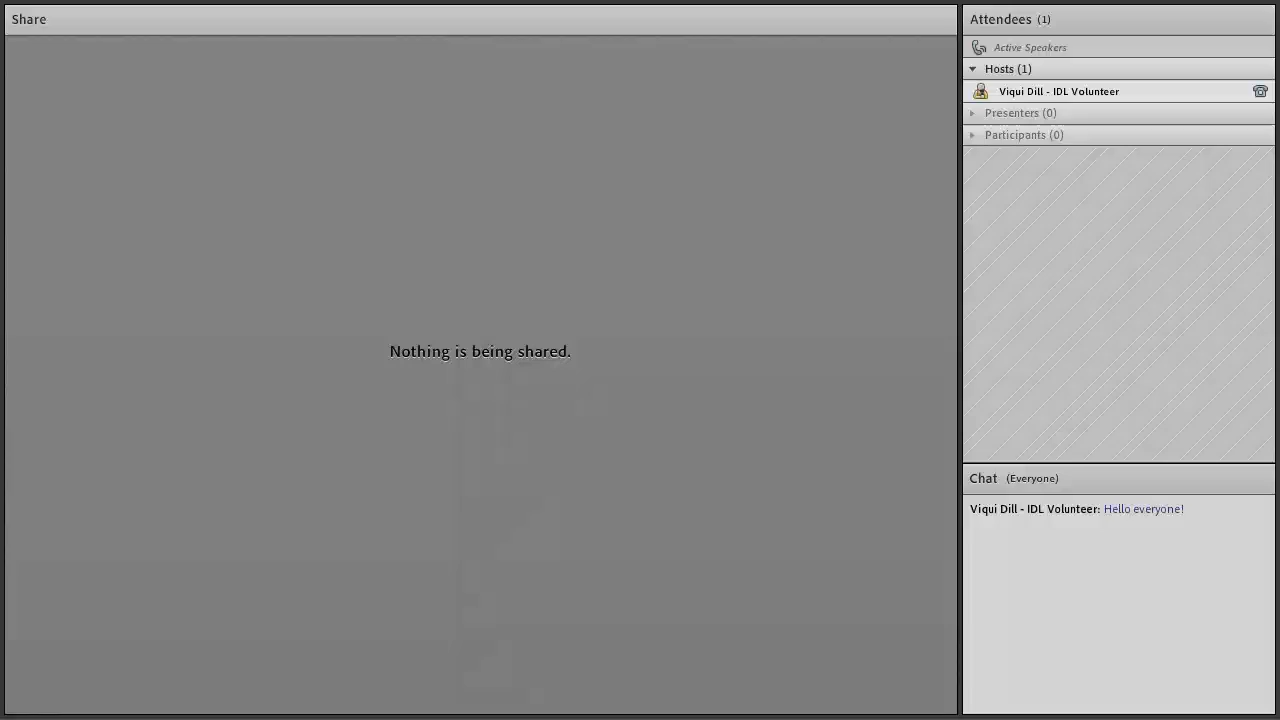 Share
Nothing is being shared.
Attendees (1)
Active Speakers
Hosts (1)
Viqui Dill - IDL Volunteer
Presenters (0)
Participants (0)
Chat (Everyone)
Viqui Dill - IDL Volunteer: Hello everyone!